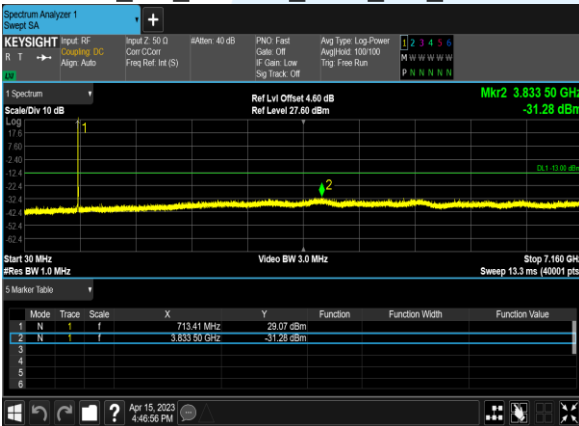 Spectrum Analyzer 1
Swept SA
KEYSIGHT Input: RF Input Z: 50 Ω #Atten: 40 dB PNO: Fast Avg Type: Log-Power 1 2 3 4 5 6
R T Coupling: DC Corr CCorr Gate: Off Avg|Hold: 100/100 M W W W W W
Align: Auto Freq Ref: Int (S) IF Gain: Low Trig: Free Run P N N N N N
LXI Sig Track: Off
1 Spectrum
Mkr2 3.833 50 GHz
Scale/Div 10 dB Ref Lvl Offset 4.60 dB -31.28 dBm
Ref Level 27.60 dBm
Log
17.6
7.60
-2.40
-12.4
-22.4
-32.4
-42.4
-52.4
-62.4
1
DL1 -13.00 dBm
2
Start 30 MHz Video BW 3.0 MHz Stop 7.160 GHz
#Res BW 1.0 MHz Sweep 13.3 ms (40001 pts)
5 Marker Table
Mode Trace Scale X Y Function Function Width Function Value
1 N 1 f 713.41 MHz 29.07 dBm
2 N 1 f 3.833 50 GHz -31.28 dBm
3
4
5
6
? Apr 15, 2023
4:46:56 PM